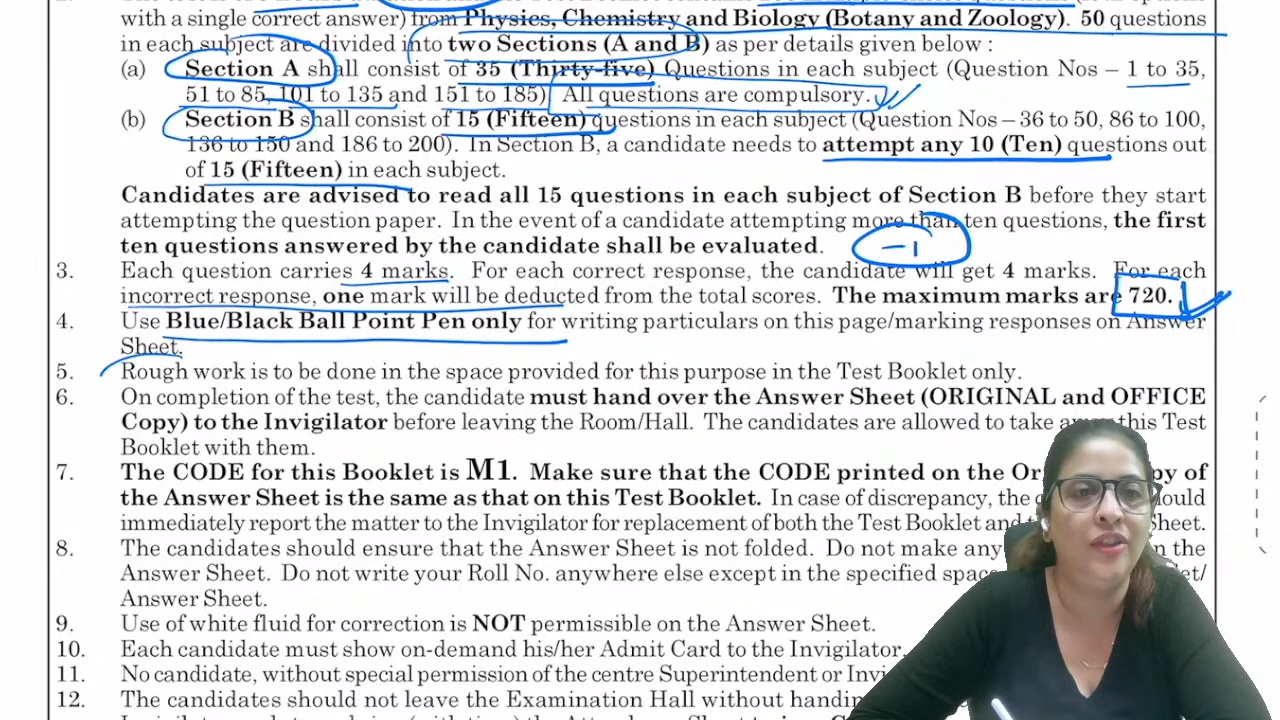 with a single correct answer) from Physics, Chemistry and Biology (Botany and Zoology). 50 questions
in each subject are divided into two Sections (A and B) as per details given below :
(a) Section A shall consist of 35 (Thirty-five) Questions in each subject (Question Nos – 1 to 35,
51 to 85, 101 to 135 and 151 to 185) All questions are compulsory.
(b) Section B shall consist of 15 (Fifteen) questions in each subject (Question Nos – 36 to 50, 86 to 100,
136 to 150 and 186 to 200). In Section B, a candidate needs to attempt any 10 (Ten) questions out
of 15 (Fifteen) in each subject.
Candidates are advised to read all 15 questions in each subject of Section B before they start
attempting the question paper. In the event of a candidate attempting more than ten questions, the first
ten questions answered by the candidate shall be evaluated. -1
3. Each question carries 4 marks. For each correct response, the candidate will get 4 marks. For each
incorrect response, one mark will be deducted from the total scores. The maximum marks are 720.
4. Use Blue/Black Ball Point Pen only for writing particulars on this page/marking responses on Answer
Sheet.
5. Rough work is to be done in the space provided for this purpose in the Test Booklet only.
6. On completion of the test, the candidate must hand over the Answer Sheet (ORIGINAL and OFFICE
Copy) to the Invigilator before leaving the Room/Hall. The candidates are allowed to take this Test
Booklet with them.
7. The CODE for this Booklet is M1. Make sure that the CODE printed on the of
the Answer Sheet is the same as that on this Test Booklet. In case of discrepancy, the
immediately report the matter to the Invigilator for replacement of both the Test Booklet and Sheet.
8. The candidates should ensure that the Answer Sheet is not folded. Do not make any the
Answer Sheet. Do not write your Roll No. anywhere else except in the specified
Answer Sheet.
9. Use of white fluid for correction is NOT permissible on the Answer Sheet.
10. Each candidate must show on-demand his/her Admit Card to the Invigilator.
11. No candidate, without special permission of the centre Superintendent or
12. The candidates should not leave the Examination Hall without